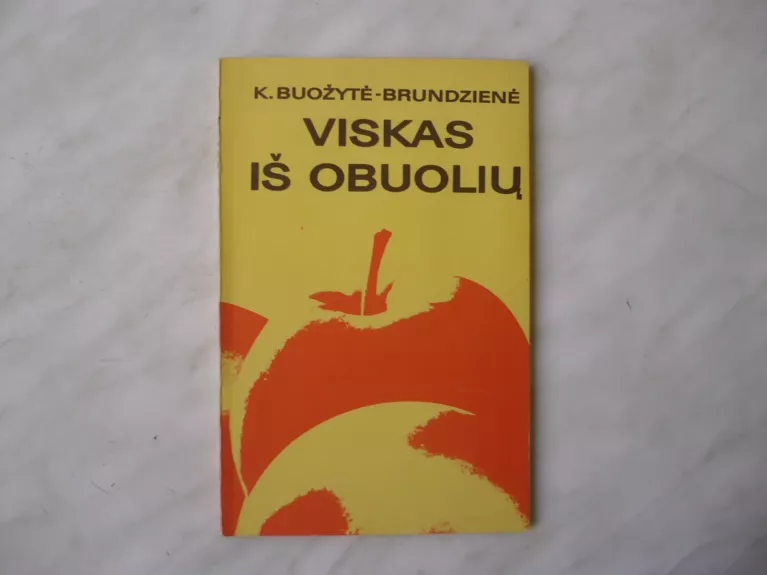 K. BUOŽYTĖ-BRUNDZIENĖ
VISKAS
IŠ OBUOLIŲ